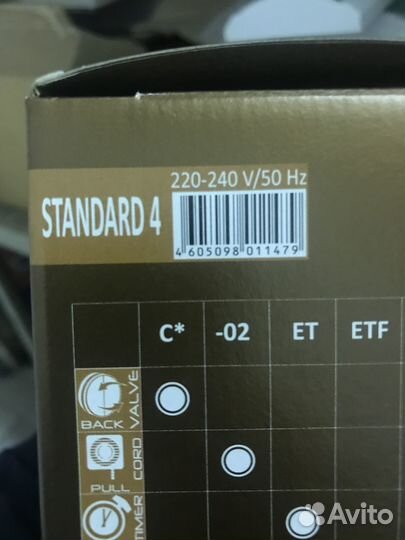 220-240 V/50 Hz
STANDARD 4
4 605098 011479
C* -02 ET ETF
BACK VALVE
PULL CORD
TIMER
Avito